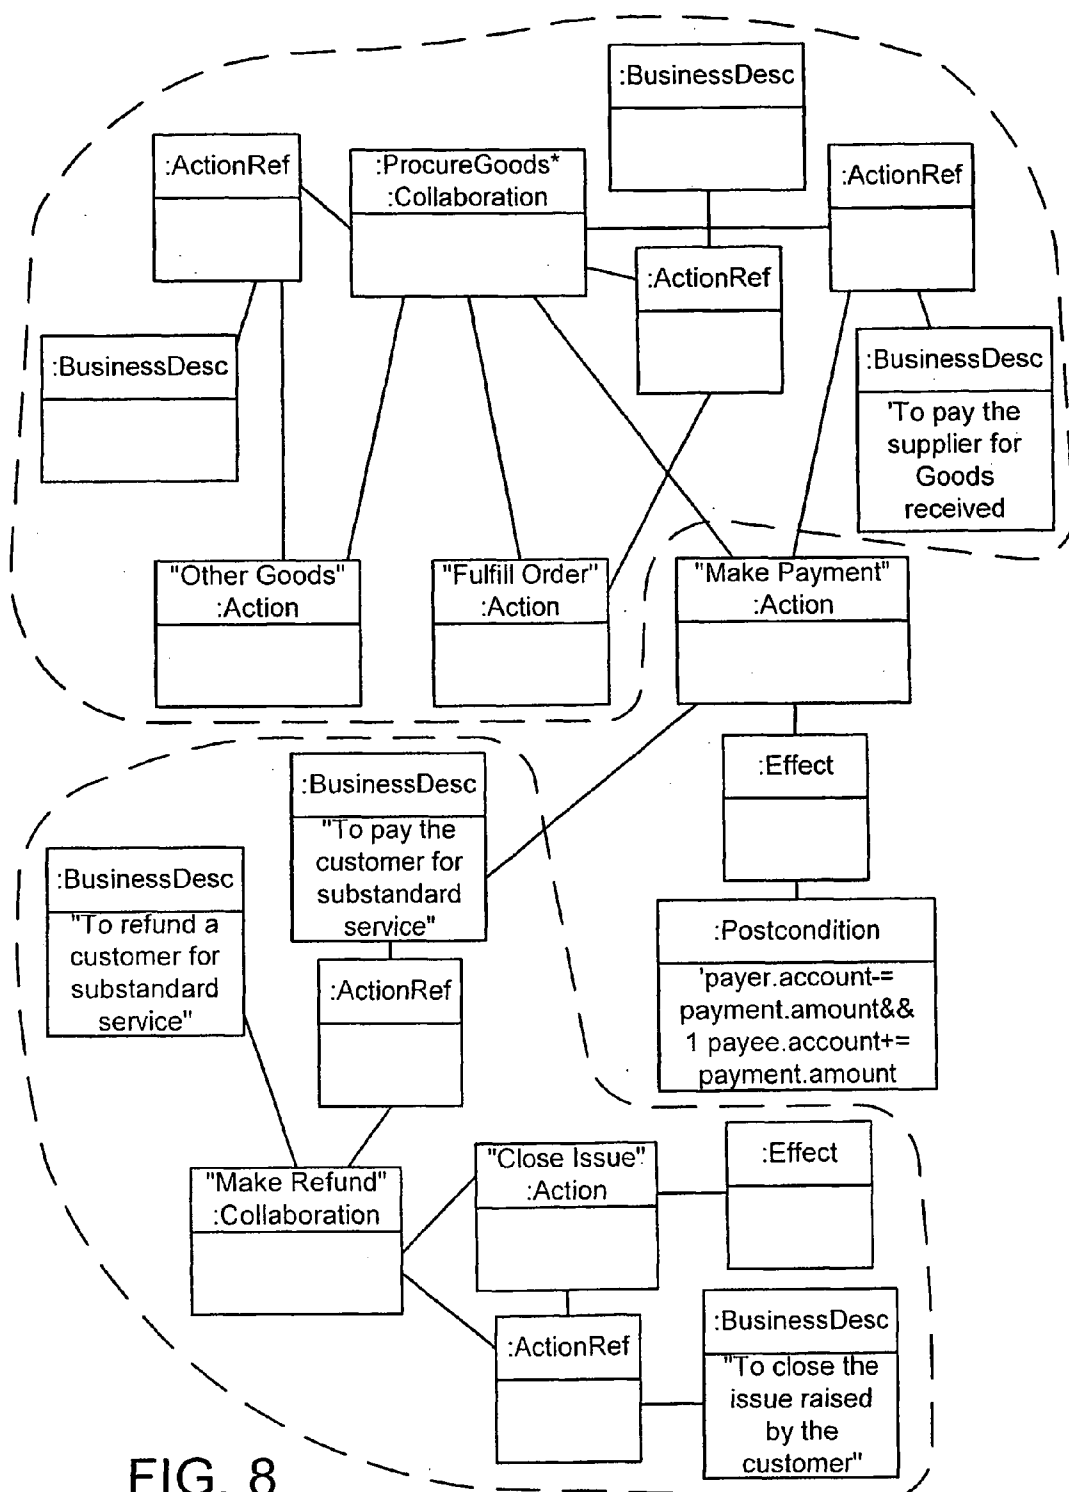 :BusinessDesc
:ActionRef
:ProcureGoods*
:Collaboration
:ActionRef
:ActionRef
:BusinessDesc
:BusinessDesc
'To pay the
supplier for
Goods
received
"Other Goods"
:Action
"Fulfill Order"
:Action
"Make Payment"
:Action
:Effect
:BusinessDesc
"To pay the
customer for
substandard
service"
:BusinessDesc
"To refund a
customer for
substandard
service"
:Postcondition
'payer.account-=
payment.amount&&
1 payee.account+=
payment.amount
:ActionRef
"Make Refund"
:Collaboration
"Close Issue"
:Action
:Effect
:ActionRef
:BusinessDesc
"To close the
issue raised
by the
customer"
FIG. 8